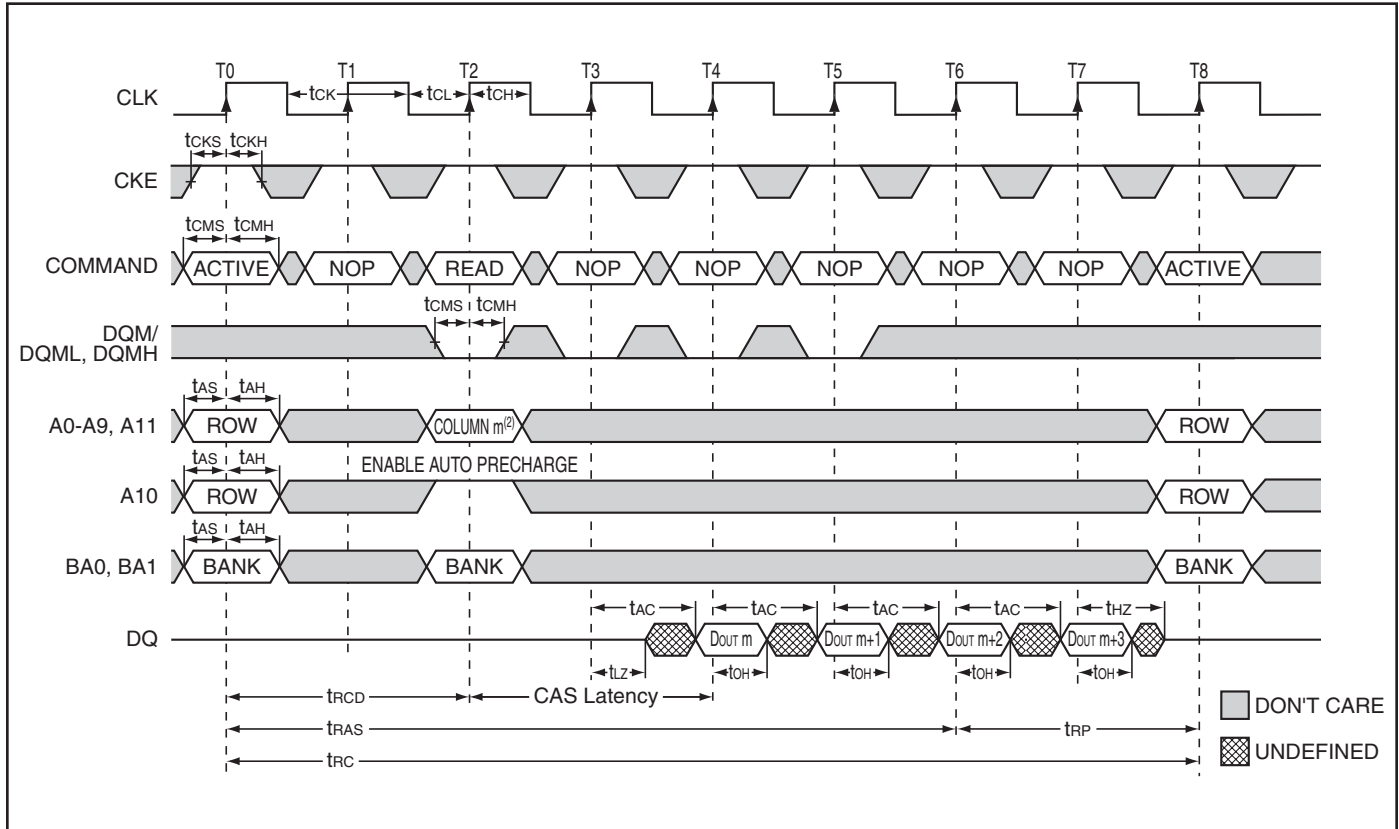 T0 T1 T2 T3 T4 T5 T6 T7 T8
CLK tCK tCL tCH
tCKS tCKH
CKE
tCMS tCMH
COMMAND ACTIVE NOP READ NOP NOP NOP NOP NOP ACTIVE
tCMS tCMH
DQM/
DQML, DQMH
tAS tAH
A0-A9, A11 ROW COLUMN m(2) ROW
tAS tAH ENABLE AUTO PRECHARGE
A10 ROW ROW
tAS tAH
BA0, BA1 BANK BANK BANK
tAC tAC tAC tAC tHZ
DQ DOUT m DOUT m+1 DOUT m+2 DOUT m+3
tLZ tOH tOH tOH tOH
tRCD CAS Latency
DON'T CARE
tRAS tRP
UNDEFINED
tRC